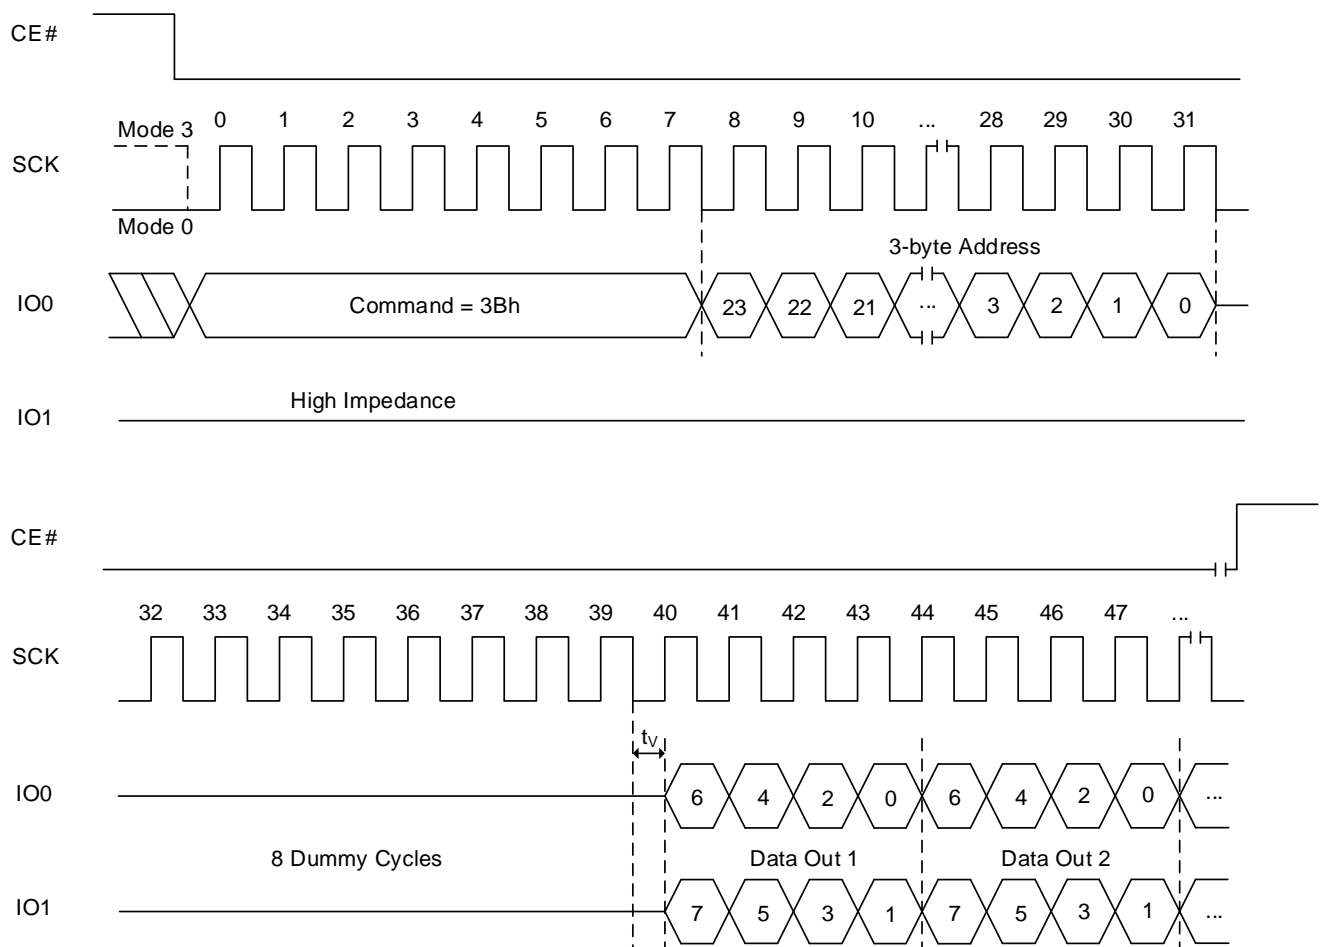 CE#
Mode 3 0 1 2 3 4 5 6 7 8 9 10 ... 28 29 30 31
SCK
Mode 0
3-byte Address
IO0 Command = 3Bh 23 22 21 ... 3 2 1 0
High Impedance
IO1
CE#
32 33 34 35 36 37 38 39 40 41 42 43 44 45 46 47 ...
SCK
tV
IO0 6 4 2 0 6 4 2 0 ...
8 Dummy Cycles Data Out 1 Data Out 2
IO1 7 5 3 1 7 5 3 1 ...